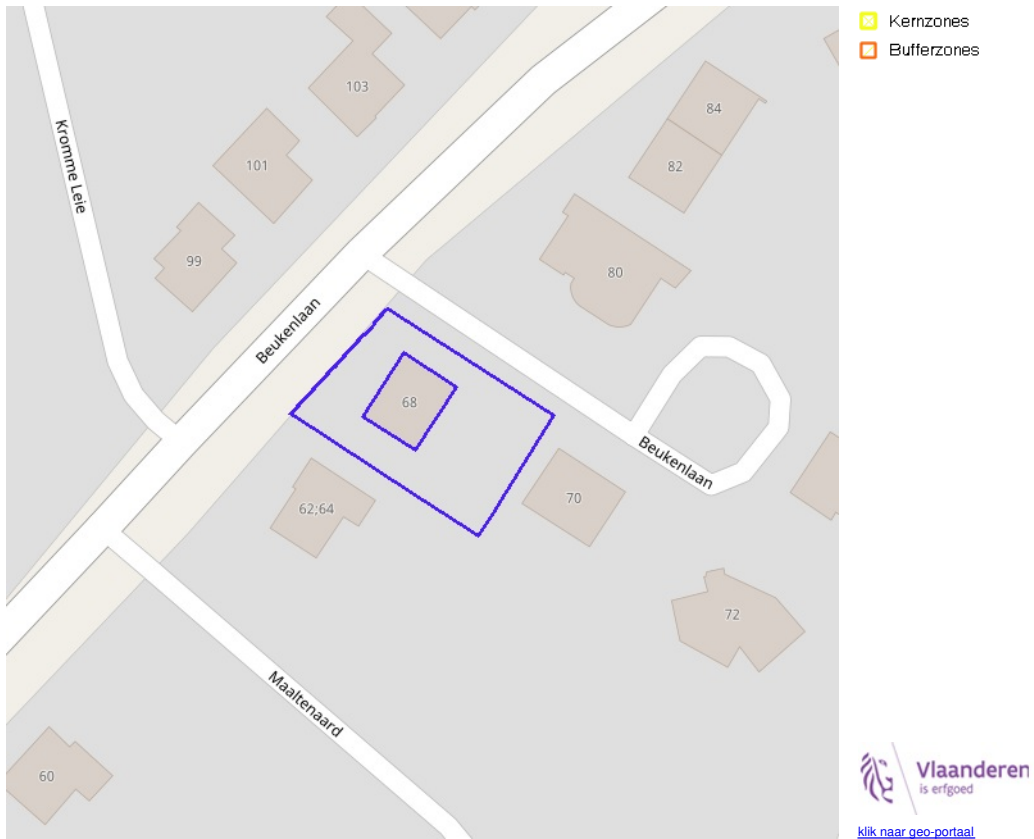 Kernzones
Bufferzones
103
84
101
82
Kromme Leie
99
80
Beukenlaan
68
Beukenlaan
70
62;64
72
Maaltenaard
60
Vlaanderen
is erfgoed
klik naar geo-portaal